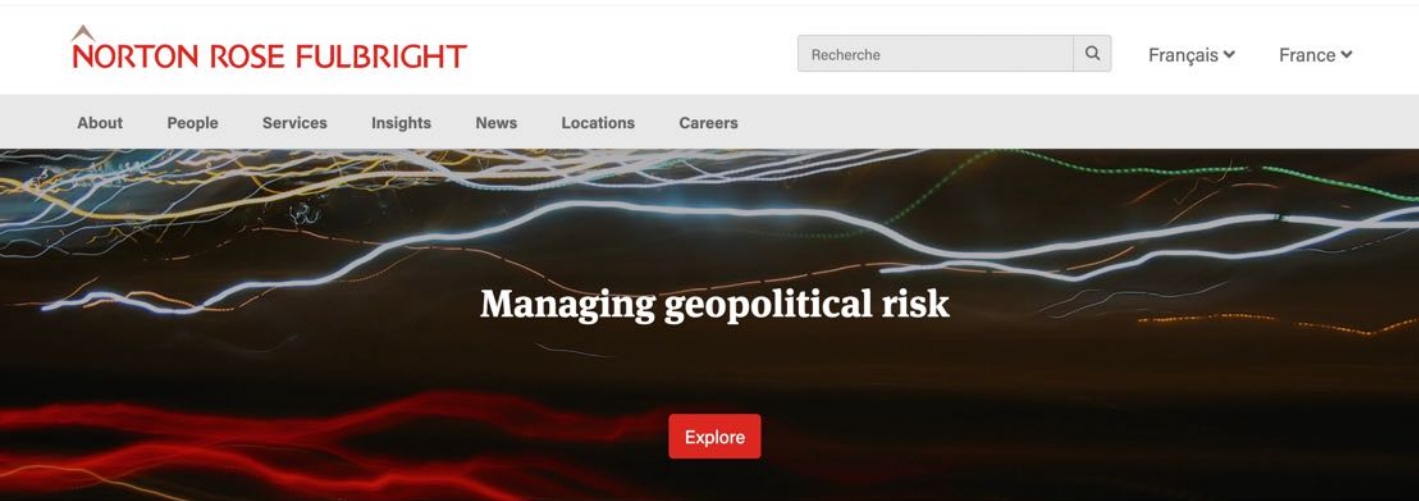 NORTON ROSE FULBRIGHT
Recherche
Français
France
About People Services Insights News Locations Careers
Managing geopolitical risk
Explore